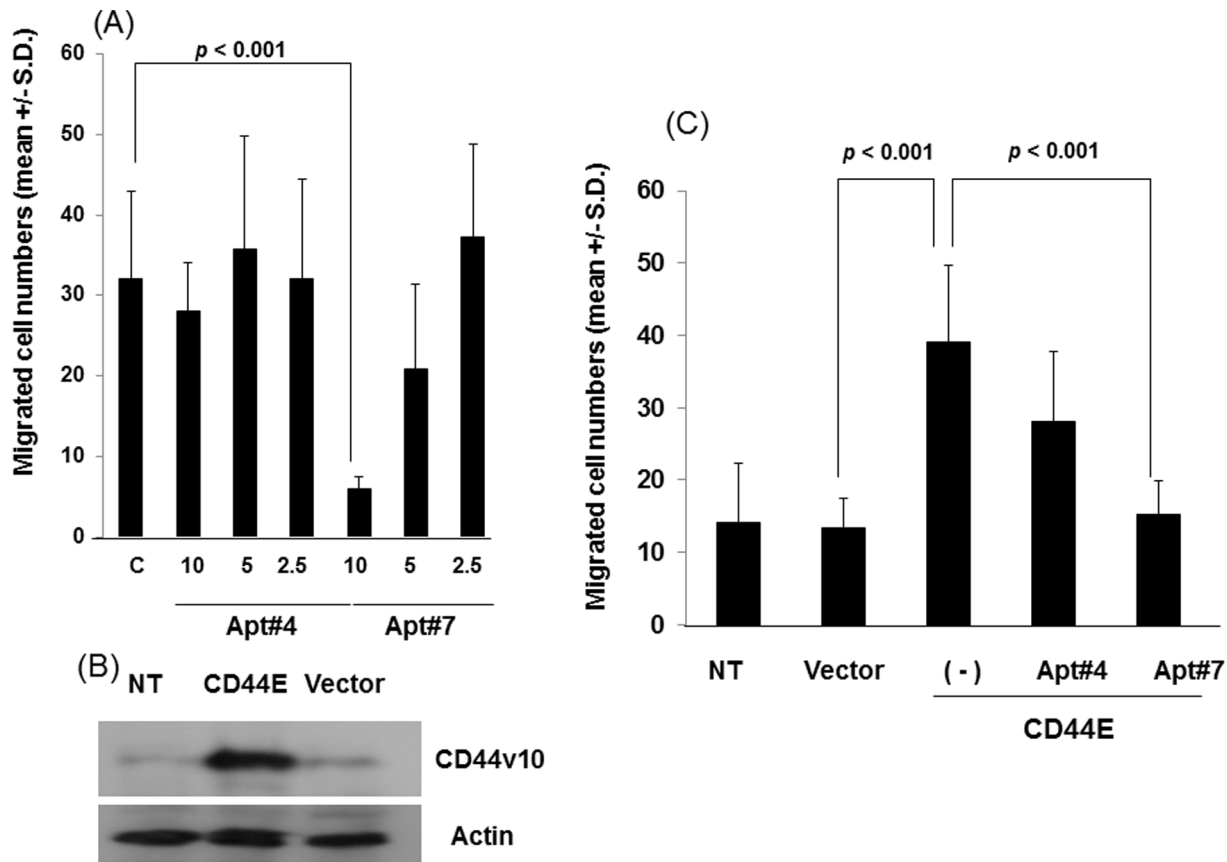 (A)
Migrated cell numbers (mean +/- S.D.)
60
50
40
30
20
10
0
p < 0.001
C 10 5 2.5 10 5 2.5
Apt#4 Apt#7
(B)
NT CD44E Vector
CD44v10
Actin
(C)
Migrated cell numbers (mean +/- S.D.)
60
50
40
30
20
10
0
p < 0.001 p < 0.001
NT Vector ( - ) Apt#4 Apt#7
CD44E